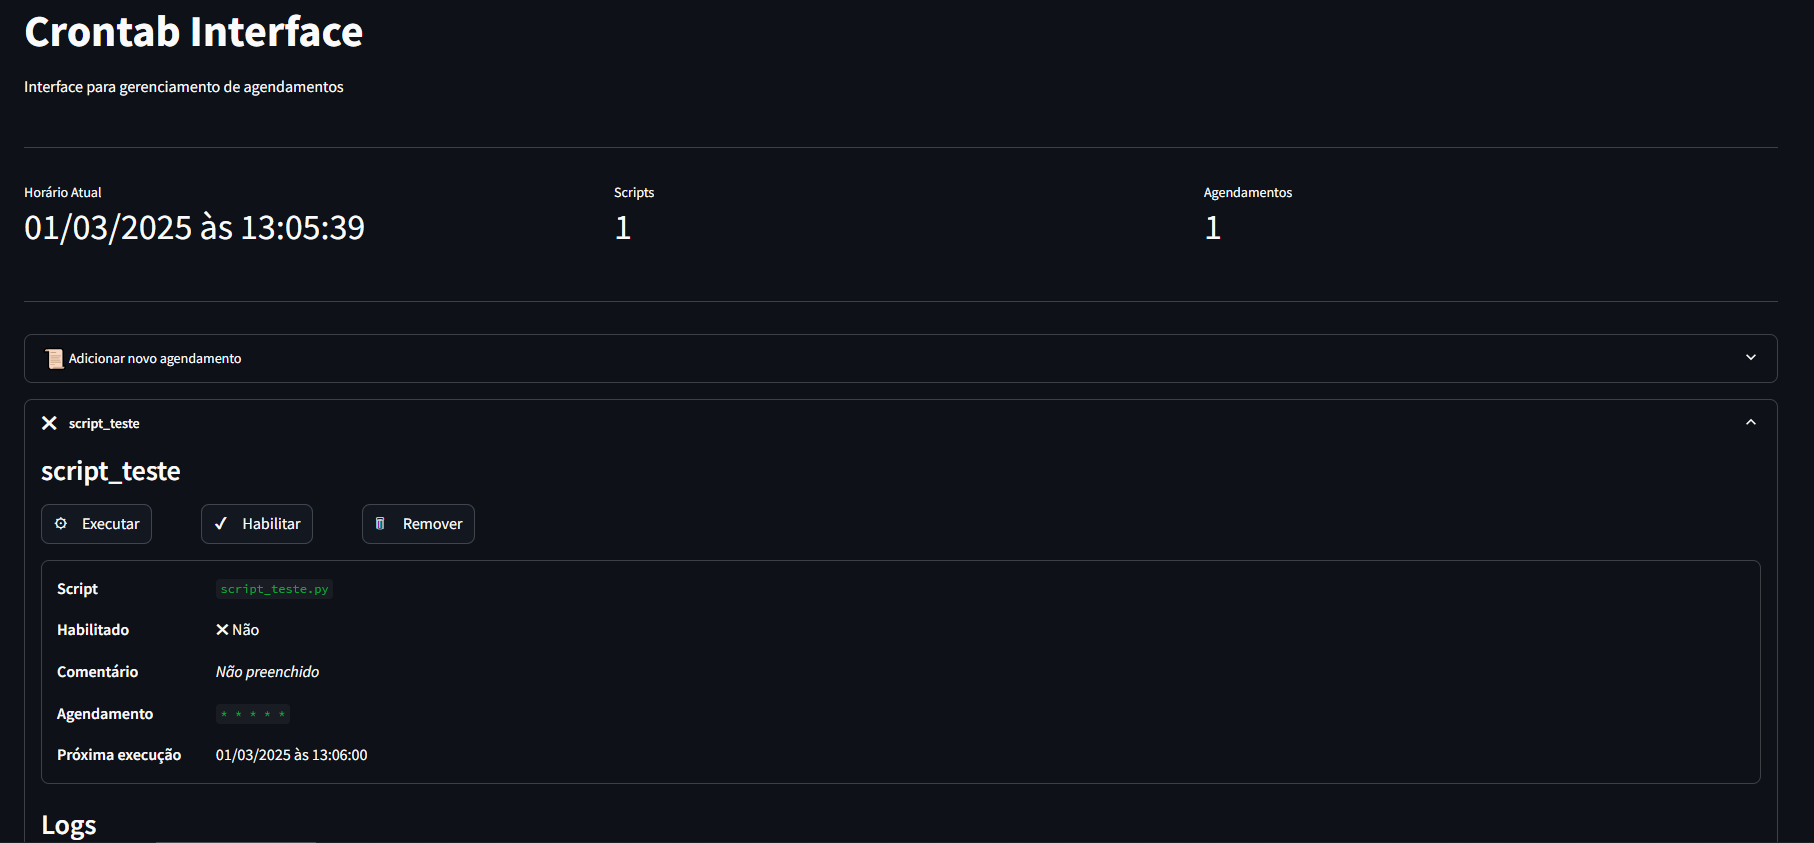 Crontab Interface
Interface para gerenciamento de agendamentos
Horário Atual
Scripts
Agendamentos
01/03/2025 às 13:05:39
1
1
Adicionar novo agendamento
script_teste
script_teste
Executar
Habilitar
Remover
Script script_teste.py
Habilitado ❌ Não
Comentário Não preenchido
Agendamento * * * * *
Próxima execução 01/03/2025 às 13:06:00
Logs